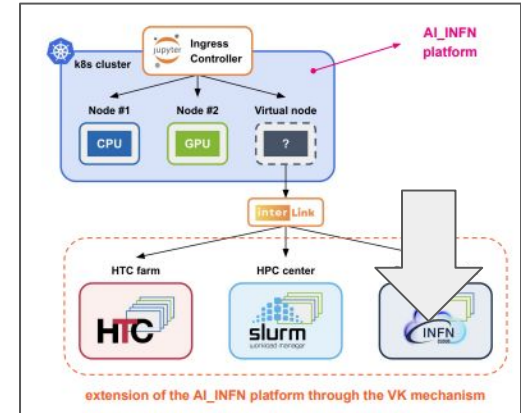 AI_INFN
platform
jupyter
Ingress
Controller
k8s cluster
Node #1
Node #2
Virtual node
CPU
GPU
?
interLink
HTC farm
HPC center
HTC
slurm
workload manager
INFN
extension of the AI_INFN platform through the VK mechanism